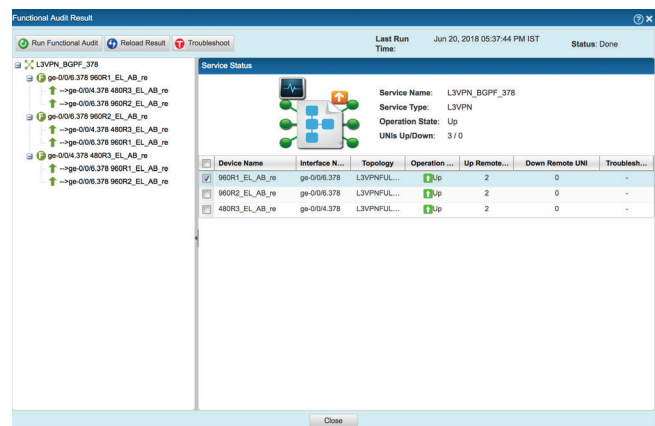 Functional Audit Result
Run Functional Audit Reload Result Troubleshoot
Last Run Time: Jun 20, 2018 05:37:44 PM IST Status: Done
L3VPN_BGPF_378
ge-0/0/6.378 960R1_EL_AB_re
-->ge-0/0/4.378 480R3_EL_AB_re
-->ge-0/0/6.378 960R2_EL_AB_re
ge-0/0/6.378 960R2_EL_AB_re
-->ge-0/0/4.378 480R3_EL_AB_re
-->ge-0/0/6.378 960R1_EL_AB_re
ge-0/0/4.378 480R3_EL_AB_re
-->ge-0/0/6.378 960R1_EL_AB_re
-->ge-0/0/6.378 960R2_EL_AB_re
Service Status
Service Name: L3VPN_BGPF_378
Service Type: L3VPN
Operation State: Up
UNIs Up/Down: 3 / 0
Device Name Interface N... Topology Operation ... Up Remote... Down Remote UNI Troublesh...
960R1_EL_AB_re ge-0/0/6.378 L3VPNFUL... Up 2 0 -
960R2_EL_AB_re ge-0/0/6.378 L3VPNFUL... Up 2 0 -
480R3_EL_AB_re ge-0/0/4.378 L3VPNFUL... Up 2 0 -
Close